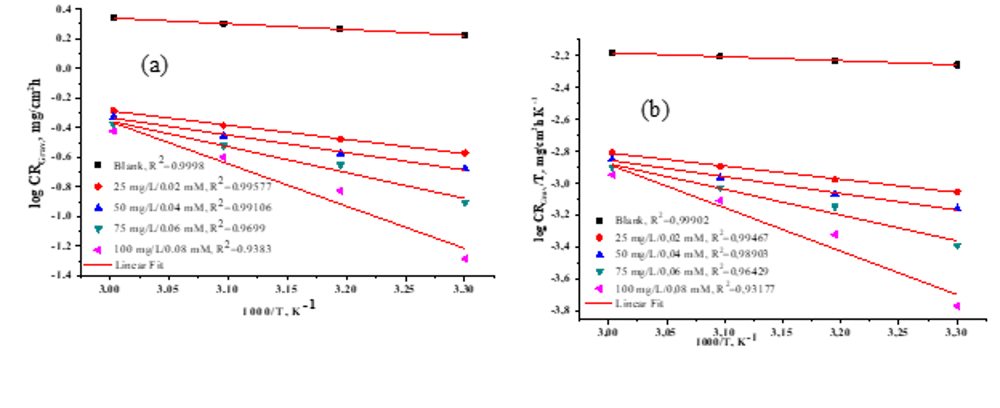 0.4
0.2
0.0
-0.2
-0.4
-0.6
-0.8
-1.0
-1.2
-1.4
log CR mg/cm²h
(a)
Blank, R²=0.9998
25 mg/L/0.02 mM, R²=0.99577
50 mg/L/0.04 mM, R²=0.99106
75 mg/L/0.06 mM, R²=0.9699
100 mg/L/0.08 mM, R²=0.9383
Linear Fit
3.00 3.05 3.10 3.15 3.20 3.25 3.30
1000/T, K⁻¹
-2,2
-2,4
-2,6
-2,8
-3,0
-3,2
-3,4
-3,6
-3,8
log CR /T, mg/cm²h K⁻¹
(b)
Blank, R²=0,99902
25 mg/L/0,02 mM, R²=0,99467
50 mg/L/0,04 mM, R²=0,98903
75 mg/L/0,06 mM, R²=0,96429
100 mg/L/0,08 mM, R²=0,93177
Linear Fit
3,00 3,05 3,10 3,15 3,20 3,25 3,30
1000/T, K⁻¹